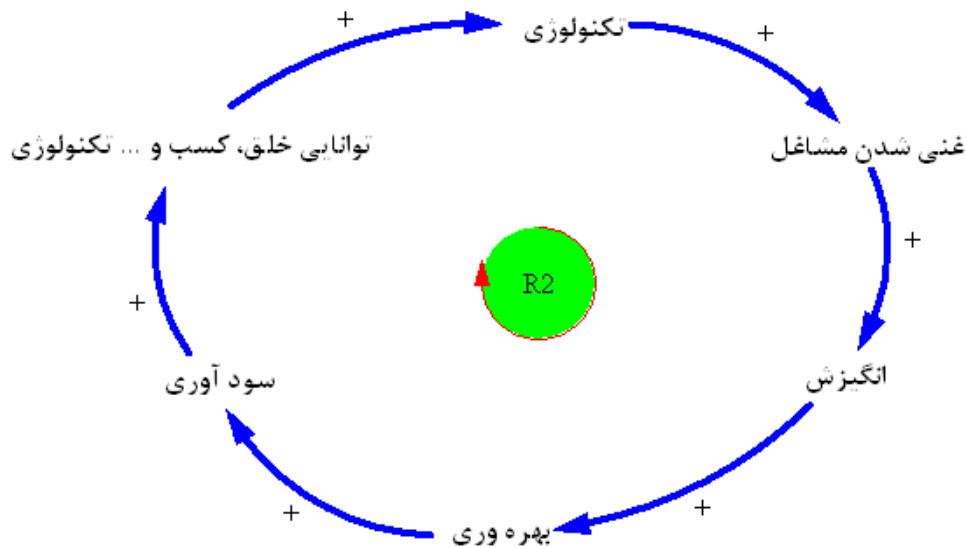 +
تکنولوژی
+
توانایی خلق، کسب و ... تکنولوژی
غنی شدن مشاغل
+
R2
+
سود آوری
انگیزش
+
+
بهره وری